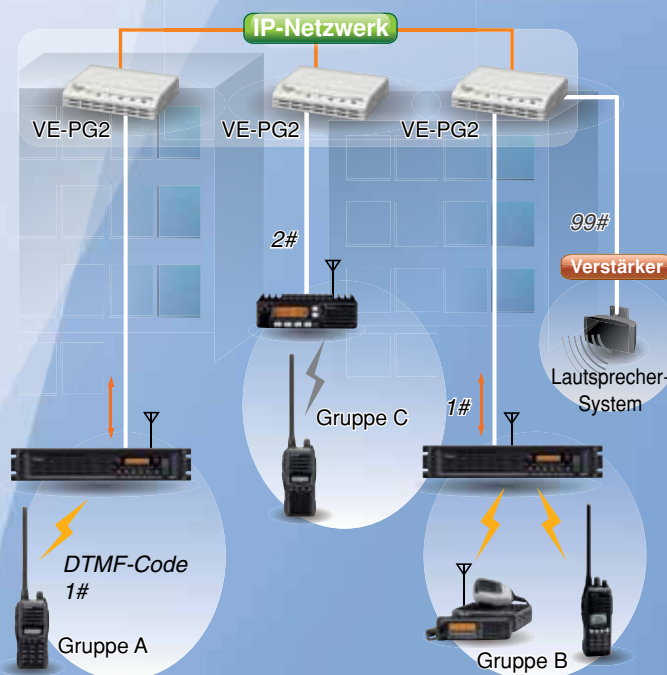 IP-Netzwerk
VE-PG2
VE-PG2
VE-PG2
2#
99#
Verstärker
Lautsprecher-
System
Gruppe C
1#
DTMF-Code
1#
Gruppe A
Gruppe B